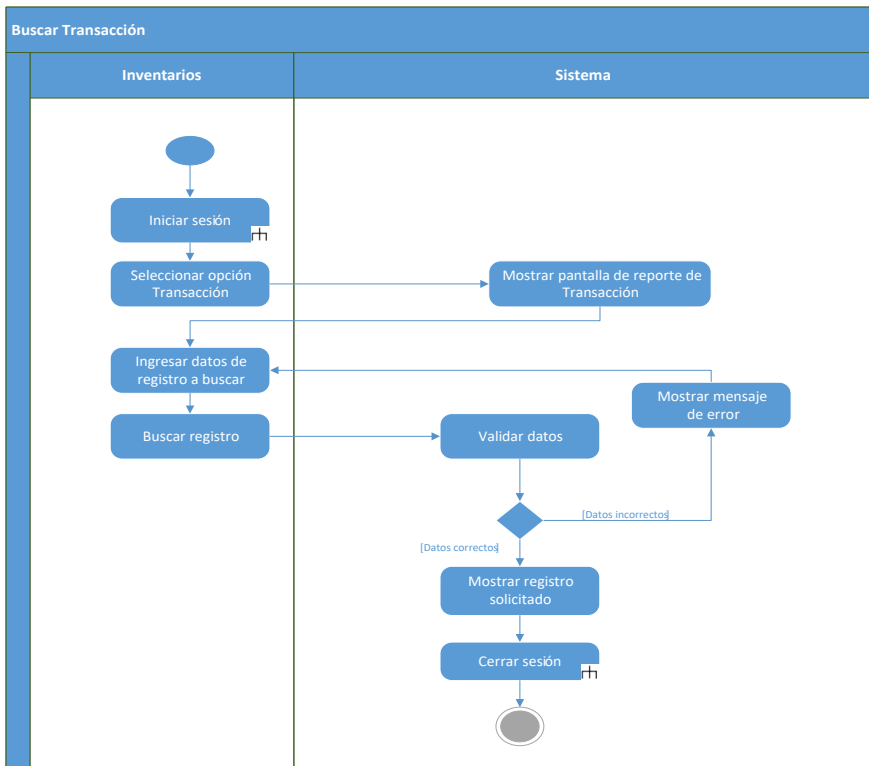 Buscar Transacción
Inventarios
Sistema
Iniciar sesión
Seleccionar opción
Transacción
Mostrar pantalla de reporte de
Transacción
Ingresar datos de
registro a buscar
Mostrar mensaje
de error
Buscar registro
Validar datos
[Datos incorrectos]
[Datos correctos]
Mostrar registro
solicitado
Cerrar sesión